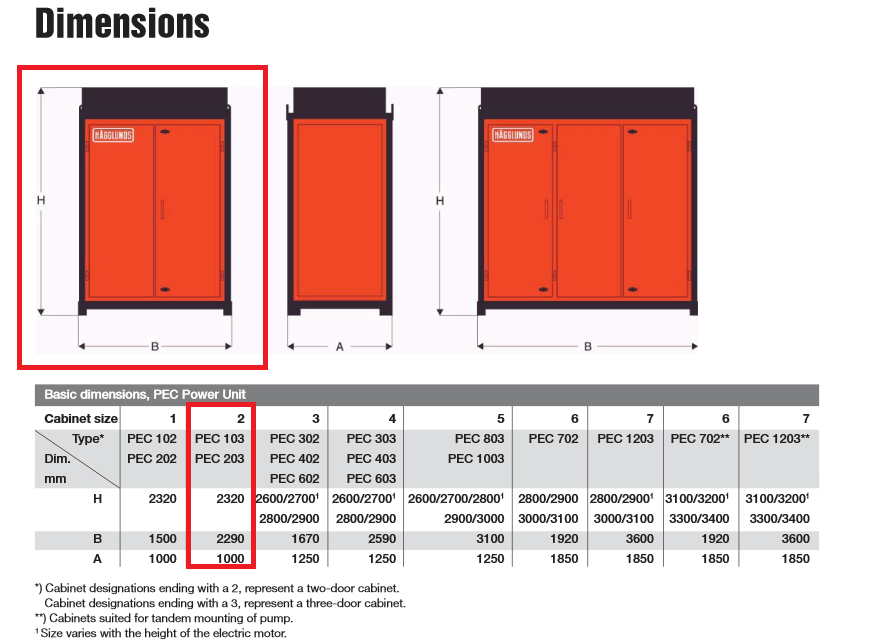 Dimensions
HÄGGLUNDS
HÄGGLUNDS
H
H
B
A
B
Basic dimensions, PEC Power Unit
Cabinet size 1 2 3 4 5 6 7 6 7
Type* PEC 102 PEC 103 PEC 302 PEC 303 PEC 803 PEC 702 PEC 1203 PEC 702** PEC 1203**
Dim. PEC 202 PEC 203 PEC 402 PEC 403 PEC 1003
mm PEC 602 PEC 603
H 2320 2320 2600/2700¹ 2600/2700¹ 2600/2700/2800¹ 2800/2900 2800/2900¹ 3100/3200¹ 3100/3200¹
2800/2900 2800/2900 2900/3000 3000/3100 3000/3100 3300/3400 3300/3400
B 1500 2290 1670 2590 3100 1920 3600 1920 3600
A 1000 1000 1250 1250 1250 1850 1850 1850 1850
*) Cabinet designations ending with a 2, represent a two-door cabinet.
Cabinet designations ending with a 3, represent a three-door cabinet.
**) Cabinets suited for tandem mounting of pump.
¹ Size varies with the height of the electric motor.